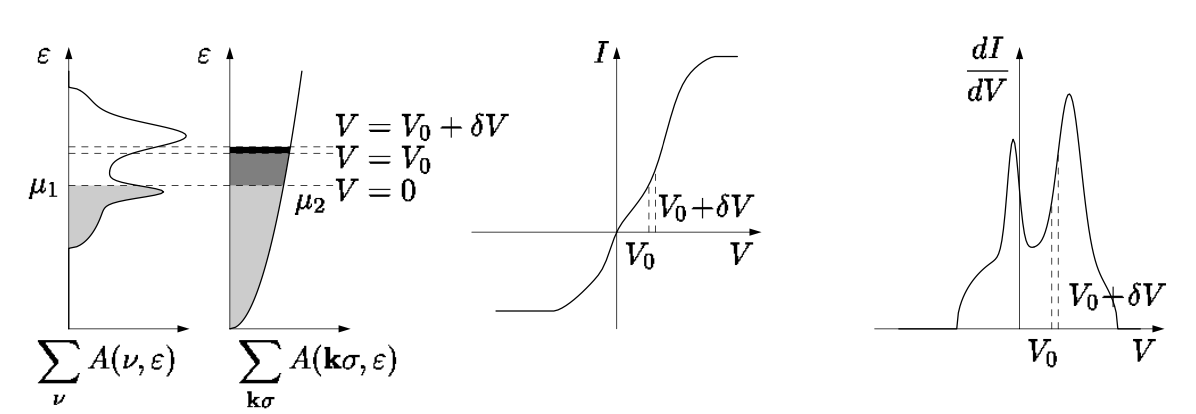 ε
ε
μ₁
V = V₀ + δV
V = V₀
V = 0
μ₂
∑ A(ν, ε)
ν
∑ A(kσ, ε)
kσ
I
V₀+δV
V₀
V
dI
dV
V₀+δV
V₀
V